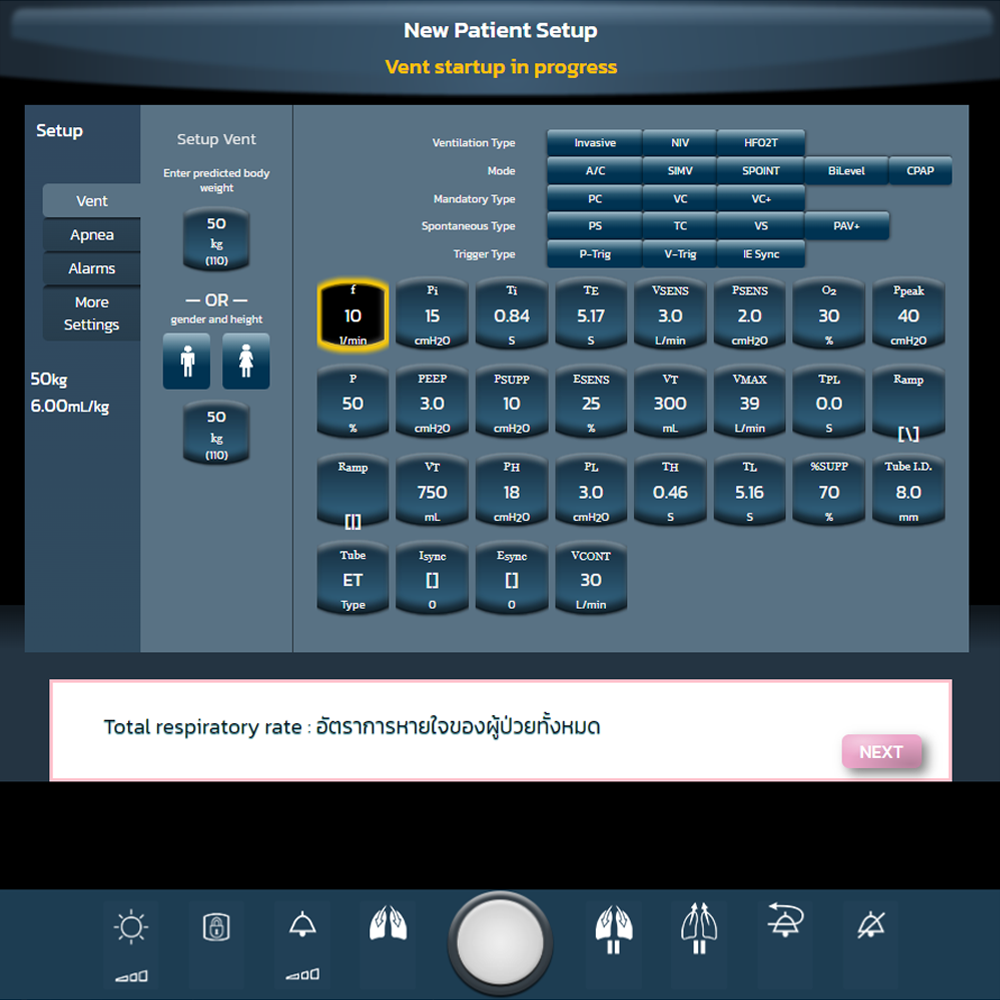 New Patient Setup
Vent startup in progress
Setup
Vent
Apnea
Alarms
More
Settings
50kg
6.00mL/kg
Setup Vent
Enter predicted body
weight
50
kg
(110)
— OR —
gender and height
50
kg
(110)
Ventilation Type Invasive NIV HFO2T
Mode A/C SIMV SPOINT BiLevel CPAP
Mandatory Type PC VC VC+
Spontaneous Type PS TC VS PAV+
Trigger Type P-Trig V-Trig IE Sync
f Pi Ti TE VSENS PSENS O2 Ppeak
10 15 0.84 5.17 3.0 2.0 30 40
1/min cmH2O S S L/min cmH2O % cmH2O
P PEEP PSUPP ESENS VT VMAX TPL Ramp
50 3.0 10 25 300 39 0.0
% cmH2O cmH2O % mL L/min S [\]
Ramp VT PH PL TH TL %SUPP Tube I.D.
750 18 3.0 0.46 5.16 70 8.0
[|] mL cmH2O cmH2O S S % mm
Tube Isync Esync VCONT
ET [] [] 30
Type 0 0 L/min
Total respiratory rate : อัตราการหายใจของผู้ป่วยทั้งหมด
NEXT